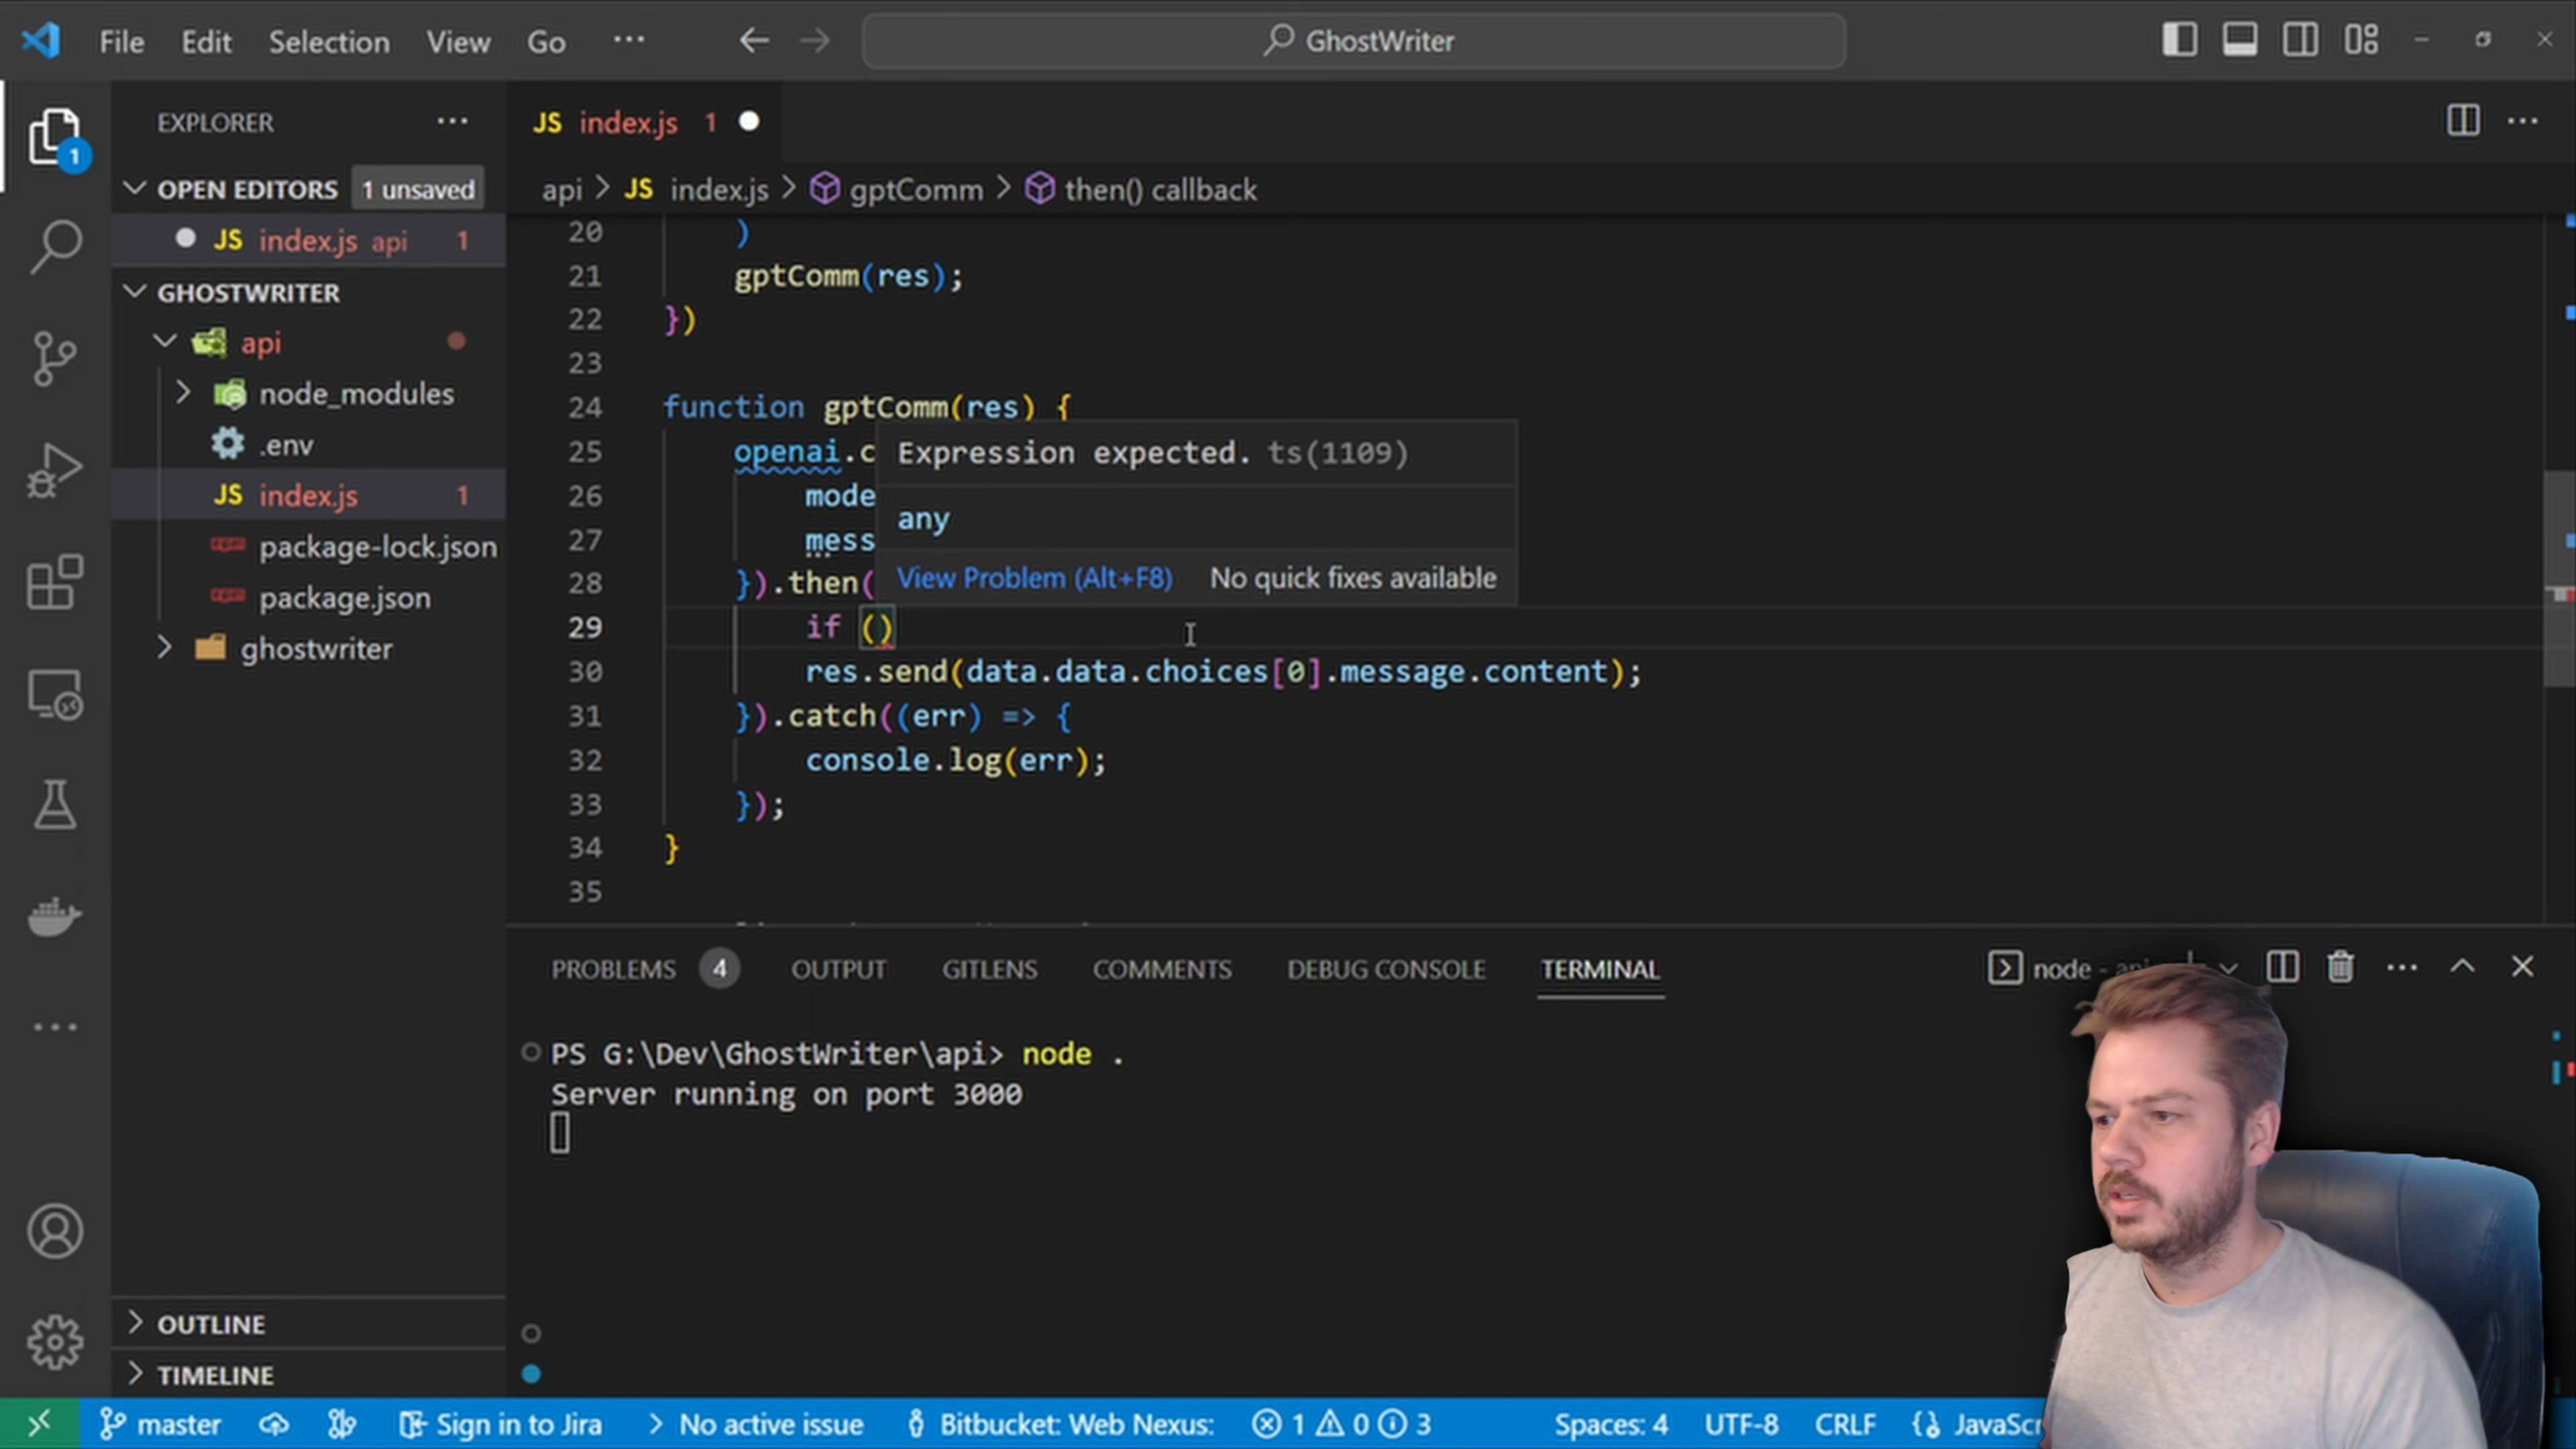 File Edit Selection View Go ··· GhostWriter
EXPLORER ···
OPEN EDITORS 1 unsaved
JS index.js api 1
GHOSTWRITER
api
node_modules
.env
JS index.js 1
package-lock.json
package.json
ghostwriter
OUTLINE
TIMELINE
1
JS index.js 1
api > JS index.js > gptComm > then() callback
20 )
21 gptComm(res);
22 })
23
24 function gptComm(res) {
25 openai.c
26 mode
27 mess
28 }).then(
29 if ()
30 res.send(data.data.choices[0].message.content);
31 }).catch((err) => {
32 console.log(err);
33 });
34 }
35
Expression expected. ts(1109)
any
View Problem (Alt+F8) No quick fixes available
PROBLEMS 4 OUTPUT GITLENS COMMENTS DEBUG CONSOLE TERMINAL node - api
PS G:\Dev\GhostWriter\api> node .
Server running on port 3000
master Sign in to Jira > No active issue Bitbucket: Web Nexus: 1 0 3 Spaces: 4 UTF-8 CRLF {} JavaScr